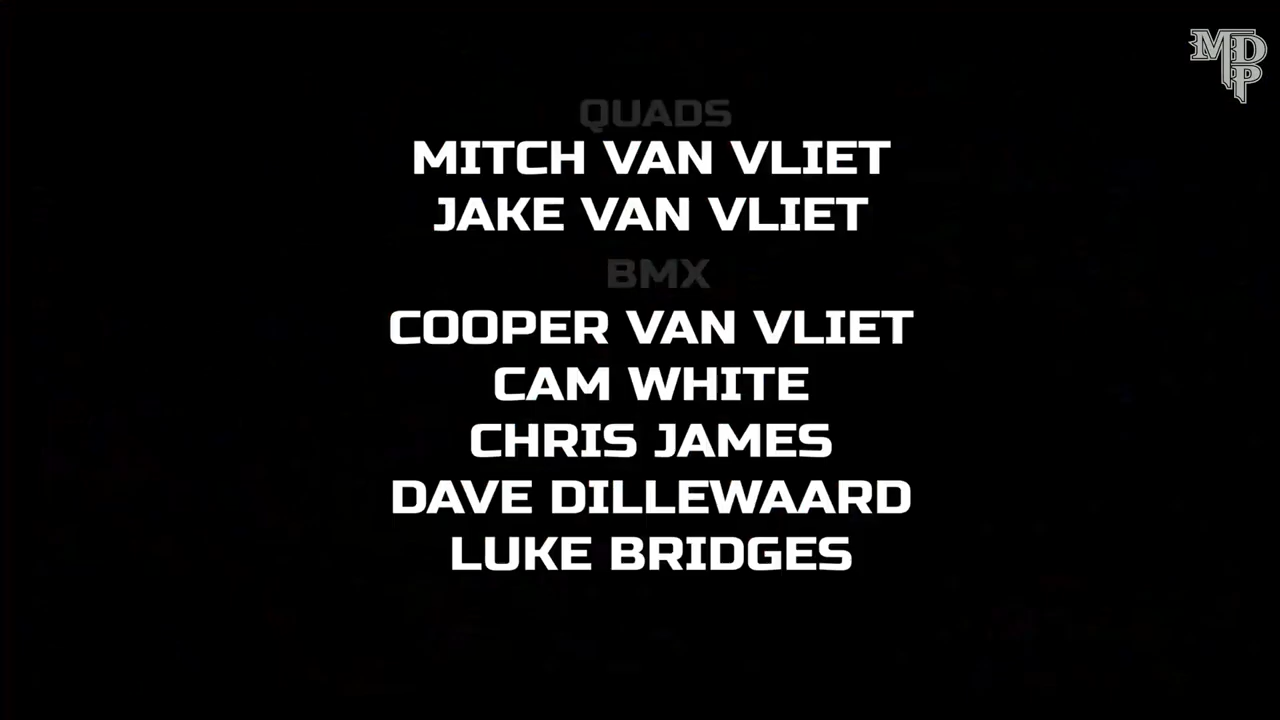 MDP
QUADS
MITCH VAN VLIET
JAKE VAN VLIET
BMX
COOPER VAN VLIET
CAM WHITE
CHRIS JAMES
DAVE DILLEWAARD
LUKE BRIDGES